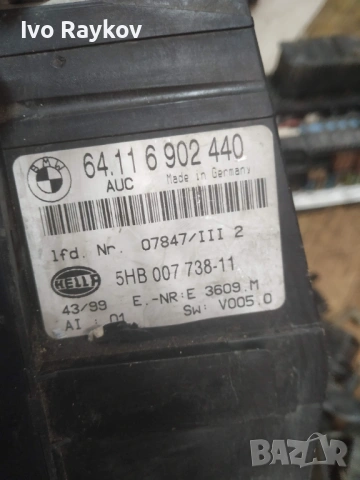 Ivo Raykov
BMW
64.11 6 902 440
AUC
Made in Germany
lfd. Nr. 07847/III 2
HELLA
5HB 007 738-11
43/99
E.-NR:E 3609.M
AI : 01
SW: V005.0
BAZAR